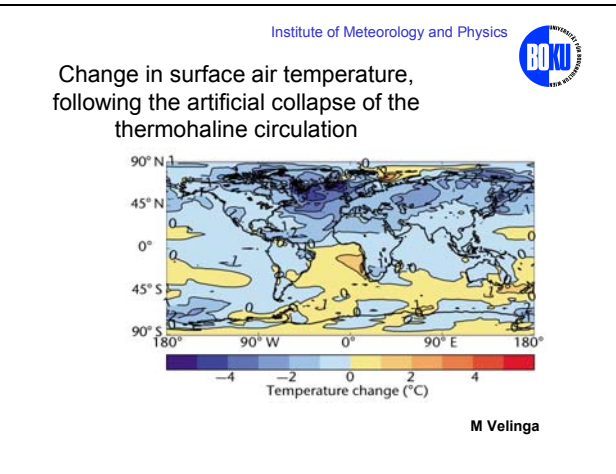 Institute of Meteorology and Physics
BOKU
Change in surface air temperature,
following the artificial collapse of the
thermohaline circulation
90° N
45° N
0°
45° S
90° S
180° 90° W 0° 90° E 180°
−4 −2 0 2 4
Temperature change (°C)
M Velinga